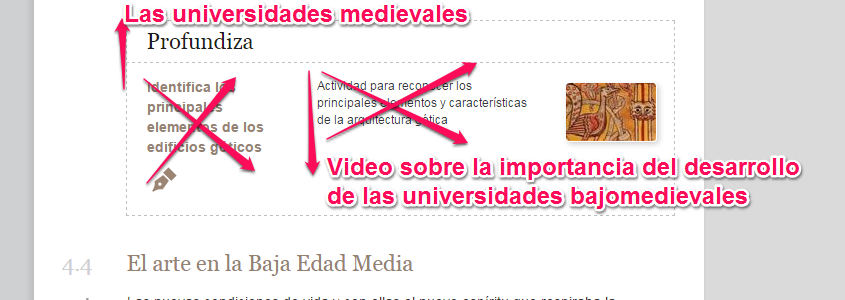 Las universidades medievales
Profundiza
Identifica los
principales
elementos de los
edificios góticos
Actividad para reconocer los
principales elementos y características
de la arquitectura gótica
Video sobre la importancia del desarrollo
de las universidades bajomedievales
4.4 El arte en la Baja Edad Media